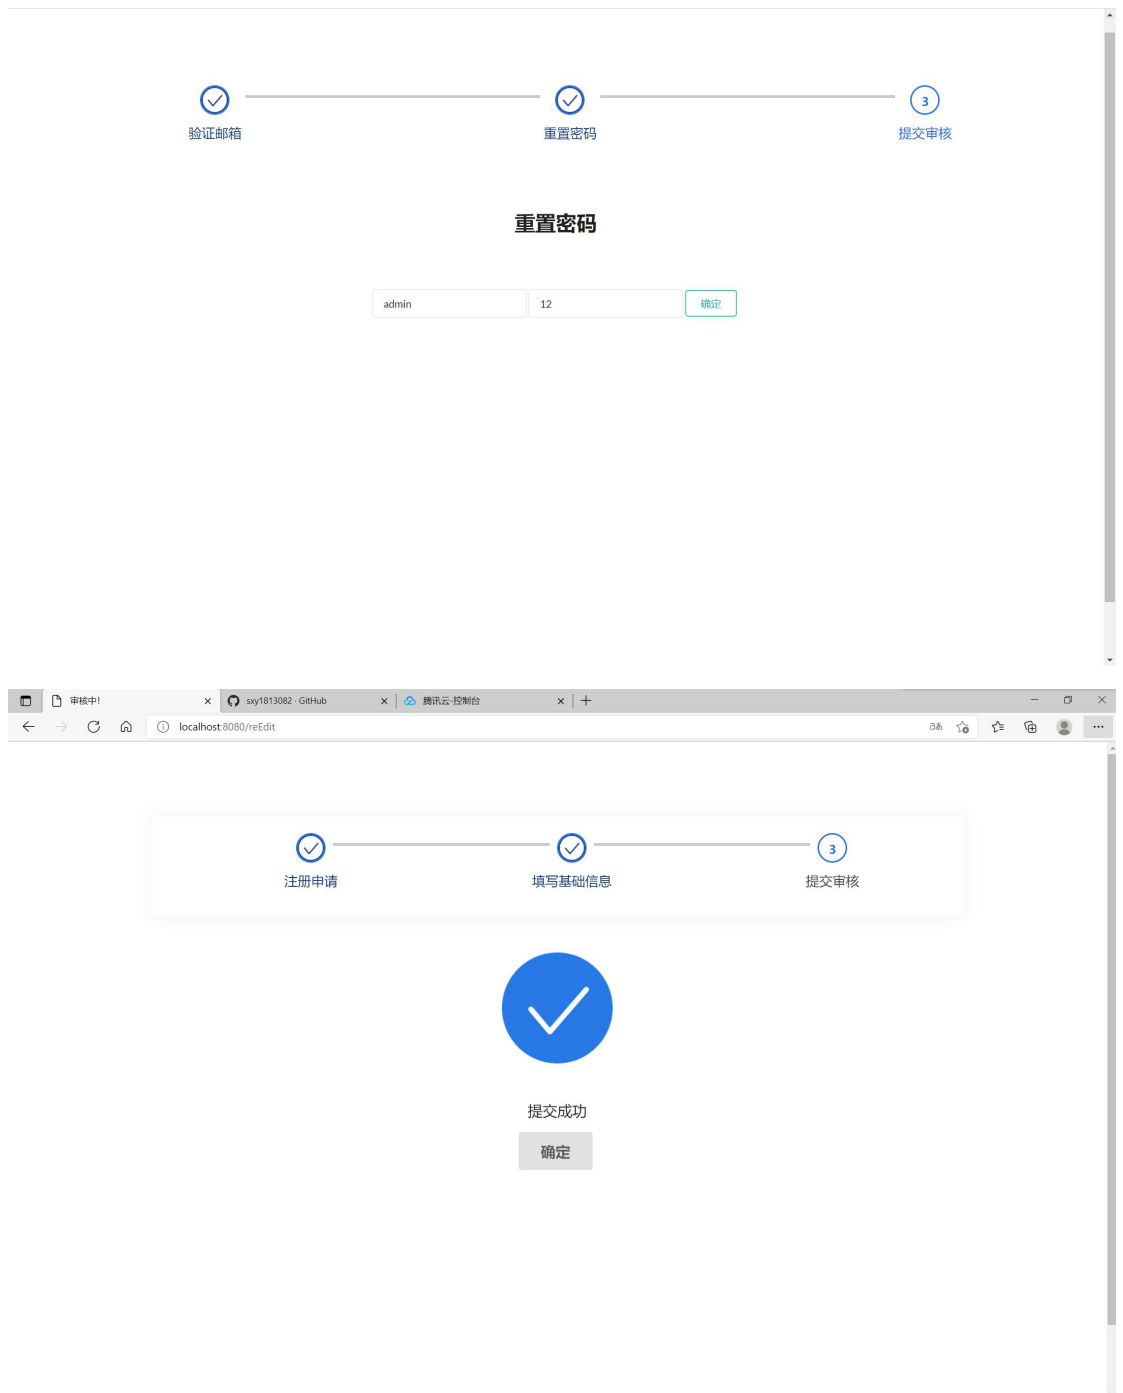 3
验证邮箱 重置密码 提交审核
重置密码
admin 12 确定
审核中! sxy1813082 · GitHub 腾讯云-控制台
localhost:8080/reEdit
3
注册申请 填写基础信息 提交审核
提交成功
确定